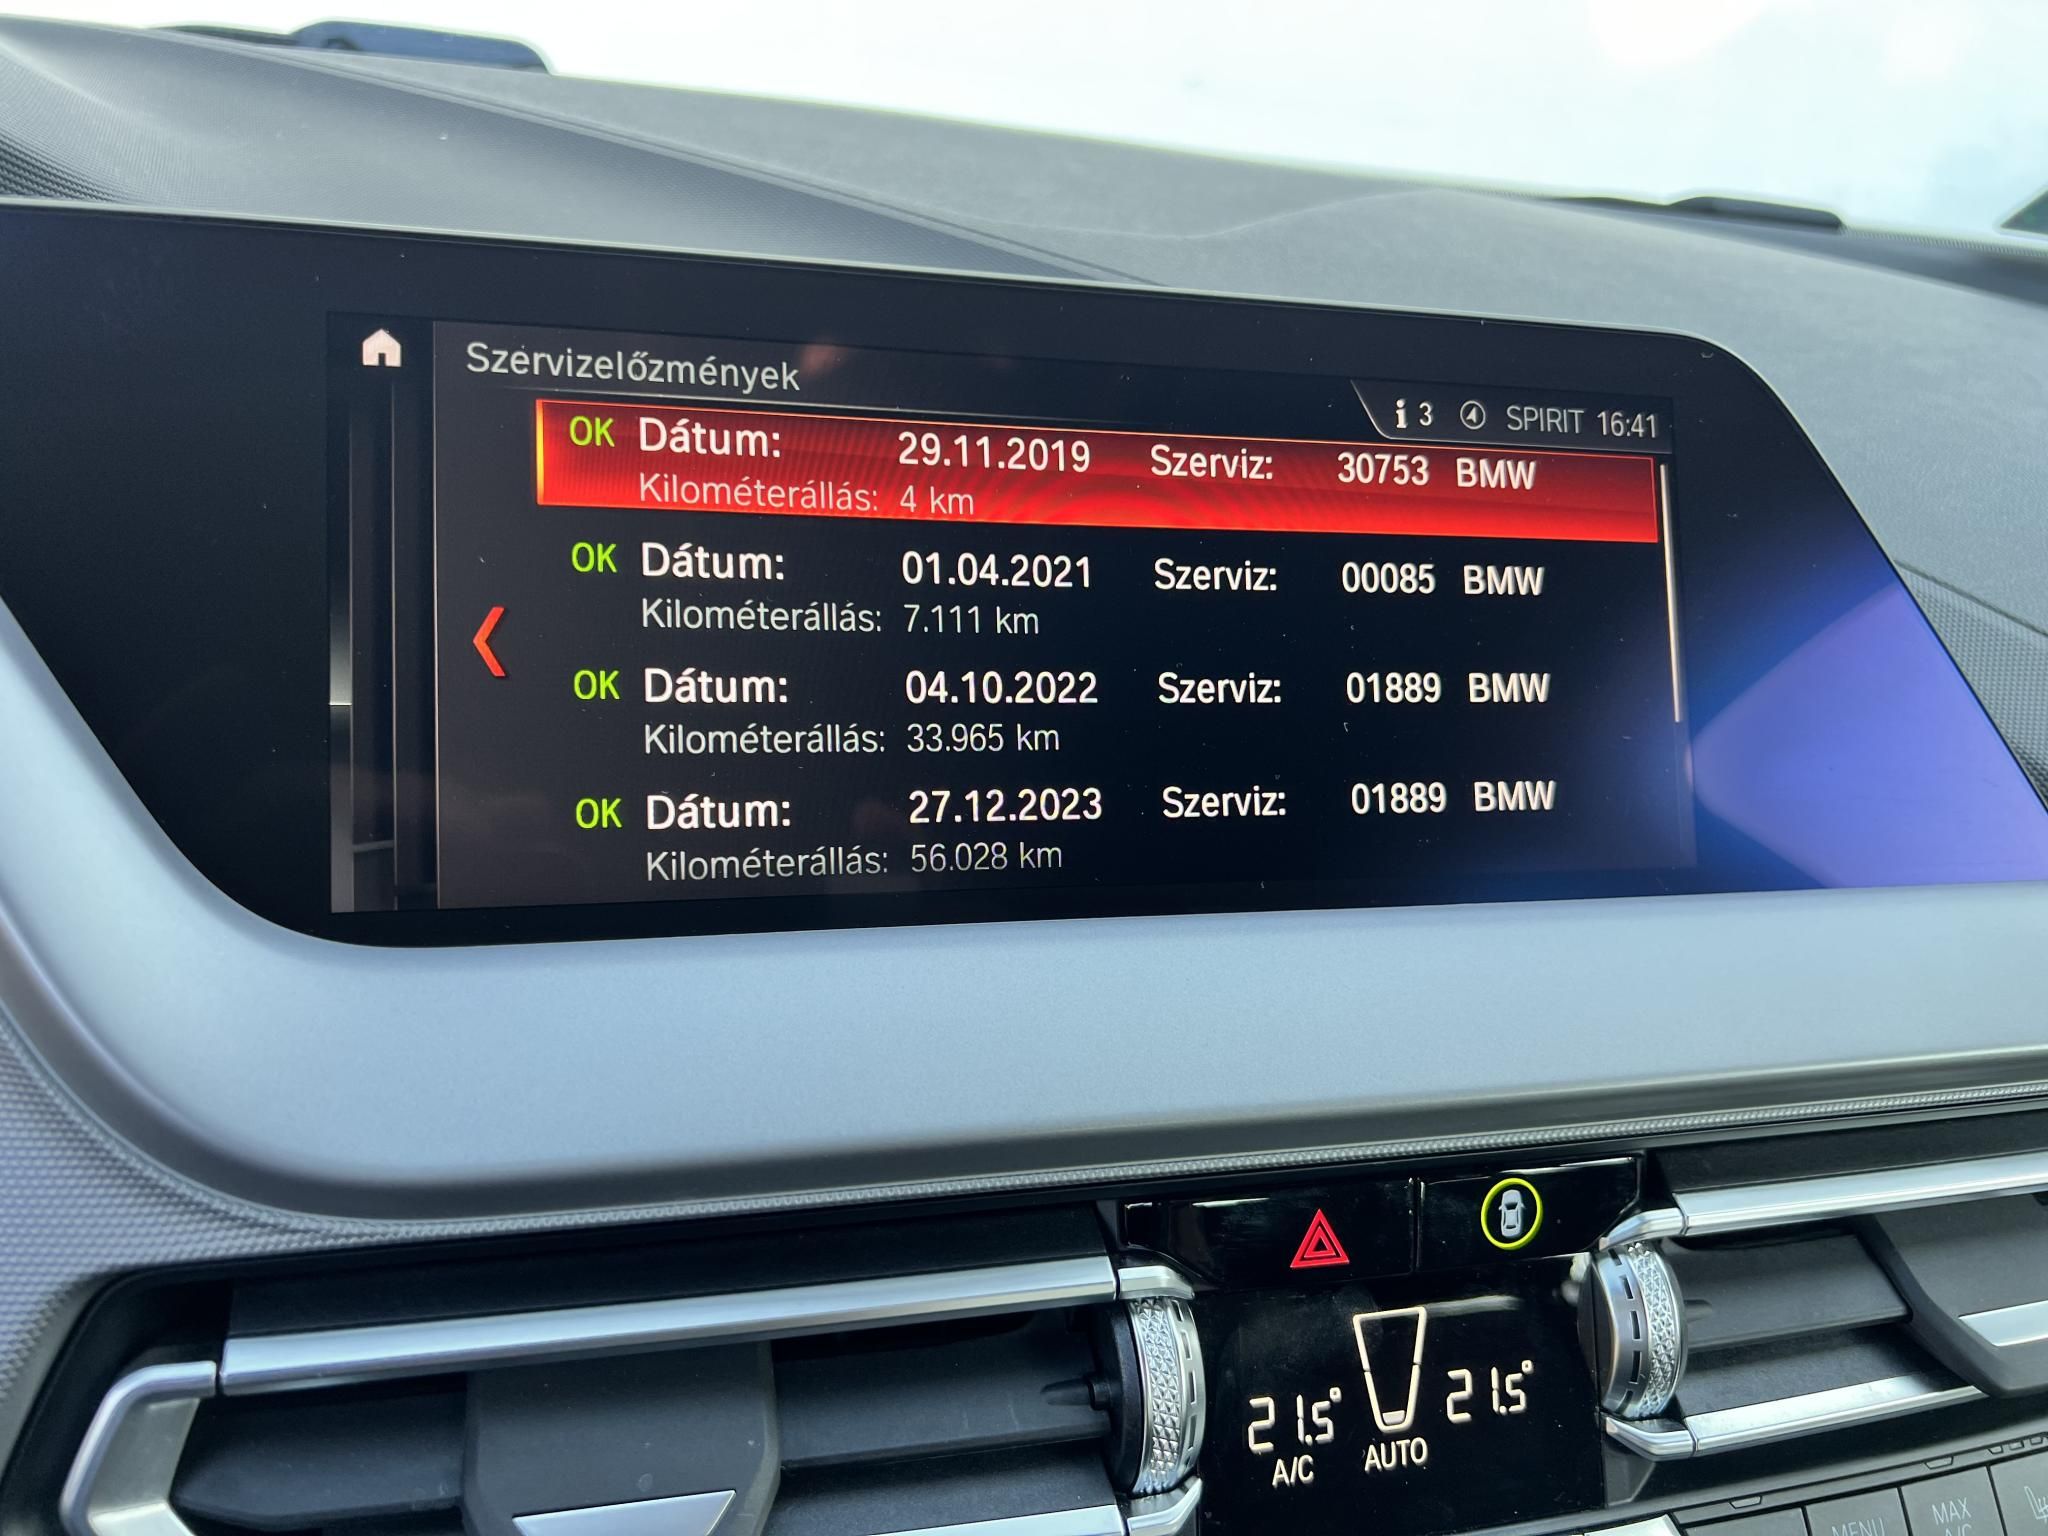 Szervizelőzmények
i 3 SPIRIT 16:41
OK Dátum: 29.11.2019 Szerviz: 30753 BMW
Kilométerállás: 4 km
OK Dátum: 01.04.2021 Szerviz: 00085 BMW
Kilométerállás: 7.111 km
OK Dátum: 04.10.2022 Szerviz: 01889 BMW
Kilométerállás: 33.965 km
OK Dátum: 27.12.2023 Szerviz: 01889 BMW
Kilométerállás: 56.028 km
21.5° 21.5°
A/C AUTO
MENU MAX